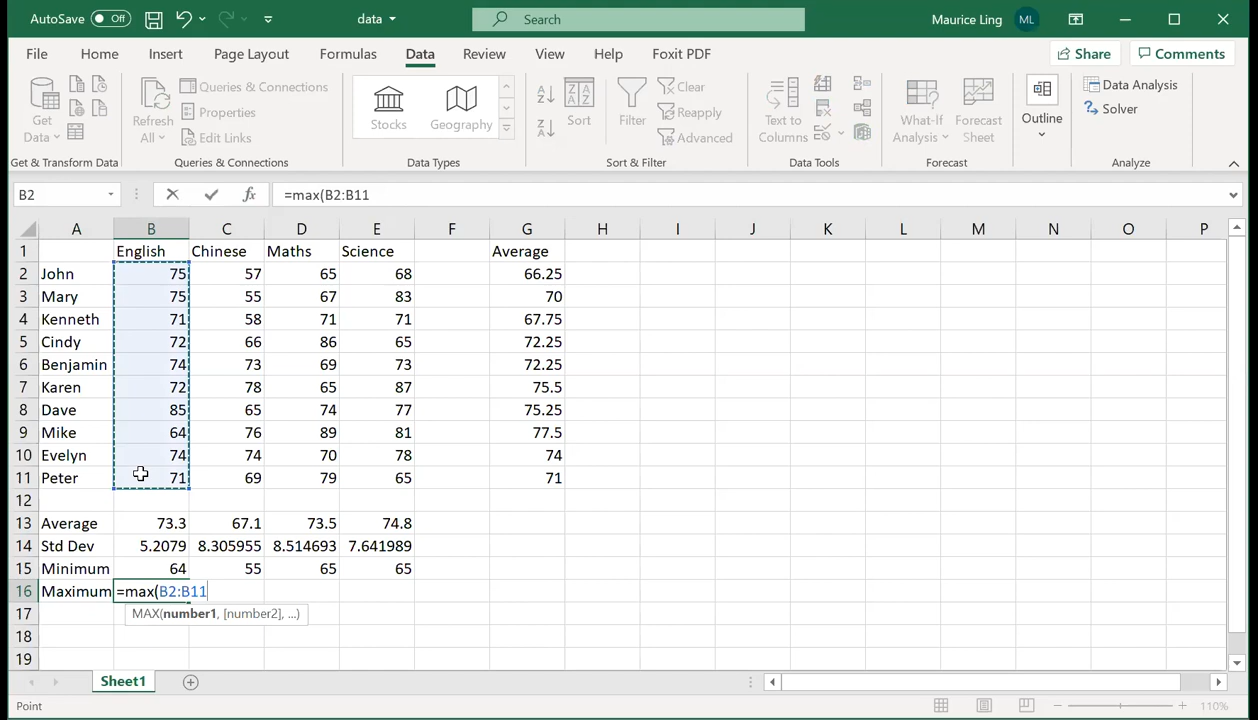 AutoSave Off data Search Maurice Ling ML
File Home Insert Page Layout Formulas Data Review View Help Foxit PDF Share Comments
Get Data
Refresh All
Queries & Connections
Properties
Edit Links
Stocks
Geography
Sort
Filter
Clear
Reapply
Advanced
Text to Columns
What-If Analysis
Forecast Sheet
Outline
Data Analysis
Solver
Get & Transform Data Queries & Connections Data Types Sort & Filter Data Tools Forecast Analyze
B2 fx =max(B2:B11
A B C D E F G H I J K L M N O P
1 English Chinese Maths Science Average
2 John 75 57 65 68 66.25
3 Mary 75 55 67 83 70
4 Kenneth 71 58 71 71 67.75
5 Cindy 72 66 86 65 72.25
6 Benjamin 74 73 69 73 72.25
7 Karen 72 78 65 87 75.5
8 Dave 85 65 74 77 75.25
9 Mike 64 76 89 81 77.5
10 Evelyn 74 74 70 78 74
11 Peter 71 69 79 65 71
12
13 Average 73.3 67.1 73.5 74.8
14 Std Dev 5.2079 8.305955 8.514693 7.641989
15 Minimum 64 55 65 65
16 Maximum =max(B2:B11
17 MAX(number1, [number2], ...)
18
19
Sheet1
Point 110%